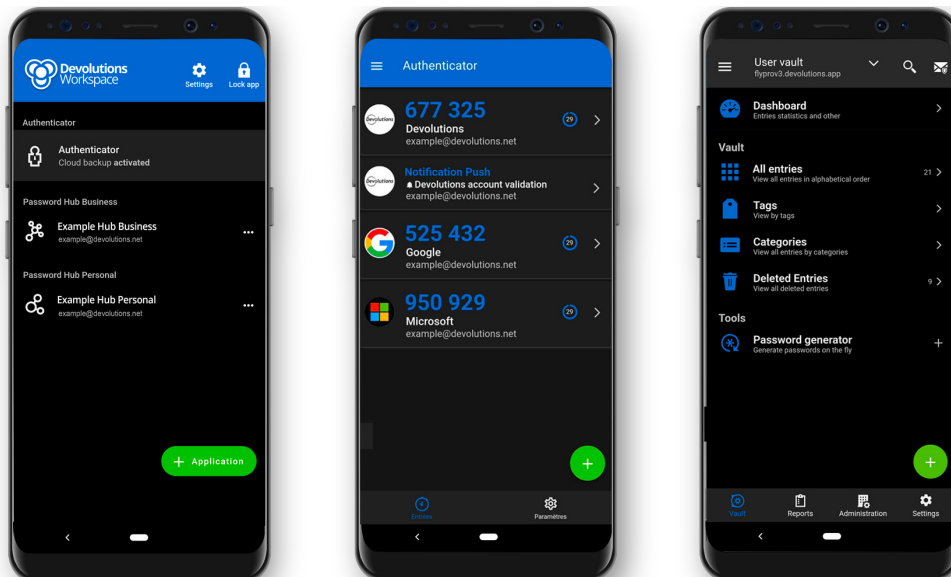 Devolutions
Workspace
Settings
Lock app
Authenticator
Authenticator
Cloud backup activated
Password Hub Business
Example Hub Business
example@devolutions.net
Password Hub Personal
Example Hub Personal
example@devolutions.net
+ Application
Authenticator
Devolutions
677 325
Devolutions
example@devolutions.net
29
Devolutions
Notification Push
Devolutions account validation
example@devolutions.net
525 432
Google
example@devolutions.net
29
950 929
Microsoft
example@devolutions.net
29
Entrées
Paramètres
User vault
flyprov3.devolutions.app
Dashboard
Entries statistics and other
Vault
All entries
View all entries in alphabetical order
21
Tags
View by tags
Categories
View all entries by categories
Deleted Entries
View all deleted entries
9
Tools
Password generator
Generate passwords on the fly
Vault
Reports
Administration
Settings